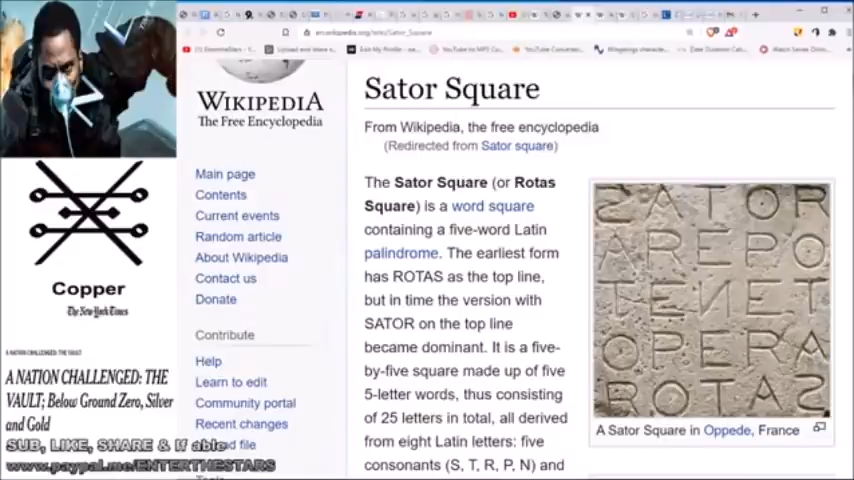 en.wikipedia.org/wiki/Sator_Square
WIKIPEDIA
The Free Encyclopedia
Main page
Contents
Current events
Random article
About Wikipedia
Contact us
Donate
Contribute
Help
Learn to edit
Community portal
Recent changes
Sator Square
From Wikipedia, the free encyclopedia
(Redirected from Sator square)
The Sator Square (or Rotas
Square) is a word square
containing a five-word Latin
palindrome. The earliest form
has ROTAS as the top line,
but in time the version with
SATOR on the top line
became dominant. It is a five-
by-five square made up of five
5-letter words, thus consisting
of 25 letters in total, all derived
from eight Latin letters: five
consonants (S, T, R, P, N) and
SATOR
AREPO
TENET
OPERA
ROTAS
A Sator Square in Oppede, France
Copper
The New York Times
A NATION CHALLENGED: THE VAULT
A NATION CHALLENGED: THE
VAULT; Below Ground Zero, Silver
and Gold
SUB, LIKE, SHARE & If able
www.paypal.me/ENTERTHESTARS